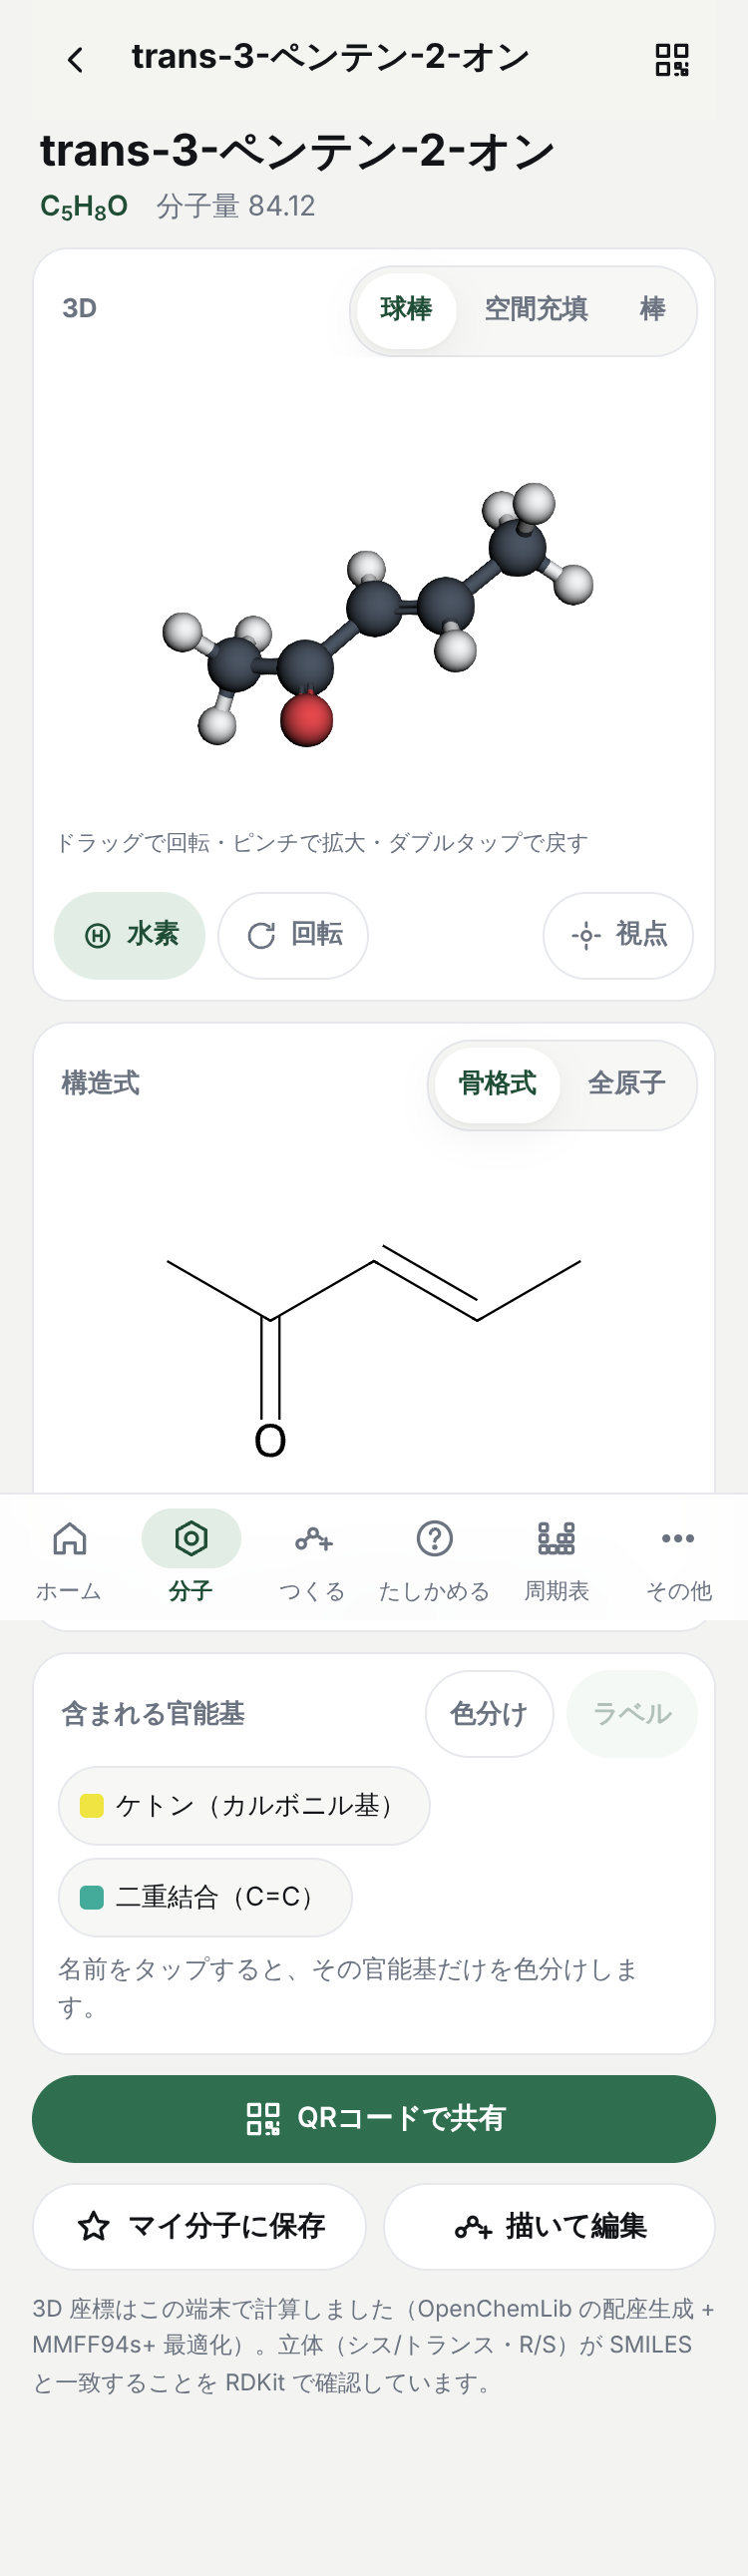 trans-3-ペンテン-2-オン
trans-3-ペンテン-2-オン
C₅H₈O 分子量 84.12
3D 球棒 空間充填 棒
ドラッグで回転・ピンチで拡大・ダブルタップで戻す
水素 回転 視点
構造式 骨格式 全原子
O
ホーム 分子 つくる たしかめる 周期表 その他
含まれる官能基 色分け ラベル
ケトン（カルボニル基）
二重結合（C=C）
名前をタップすると、その官能基だけを色分けしま
す。
QRコードで共有
マイ分子に保存 描いて編集
3D 座標はこの端末で計算しました（OpenChemLib の配座生成 +
MMFF94s+ 最適化）。立体（シス/トランス・R/S）が SMILES
と一致することを RDKit で確認しています。